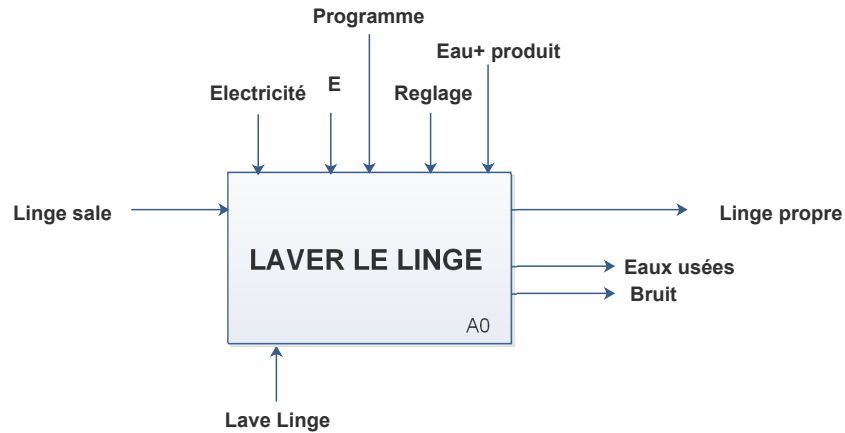 Programme
Eau+ produit
E
Electricité
Reglage
Linge sale
Linge propre
LAVER LE LINGE
Eaux usées
Bruit
A0
Lave Linge